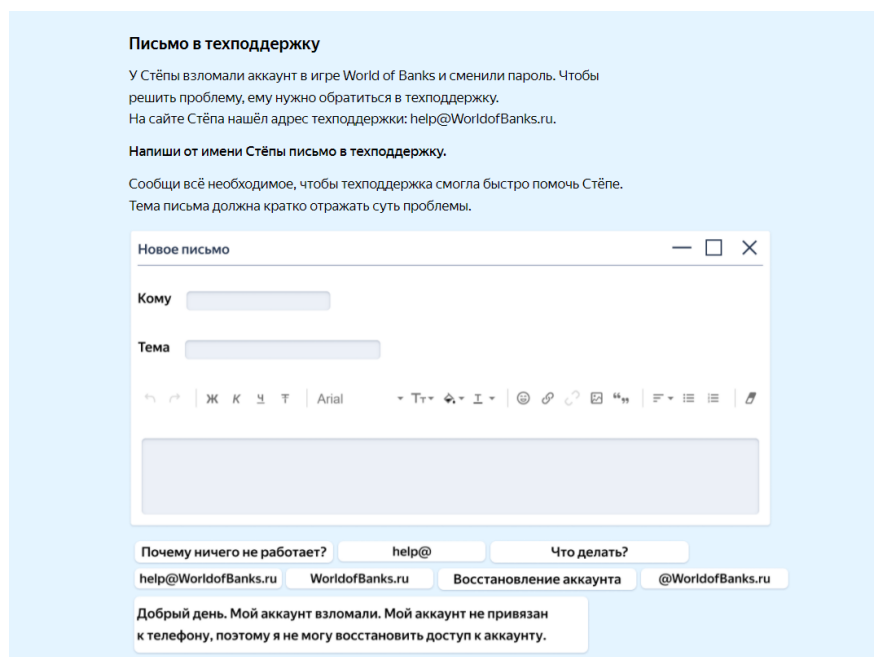 Письмо в техподдержку
У Стёпы взломали аккаунт в игре World of Banks и сменили пароль. Чтобы
решить проблему, ему нужно обратиться в техподдержку.
На сайте Стёпа нашёл адрес техподдержки: help@WorldofBanks.ru.
Напиши от имени Стёпы письмо в техподдержку.
Сообщи всё необходимое, чтобы техподдержка смогла быстро помочь Стёпе.
Тема письма должна кратко отражать суть проблемы.
Новое письмо
Кому
Тема
Ж К Ч Т Arial Тт
Почему ничего не работает? help@ Что делать?
help@WorldofBanks.ru WorldofBanks.ru Восстановление аккаунта @WorldofBanks.ru
Добрый день. Мой аккаунт взломали. Мой аккаунт не привязан
к телефону, поэтому я не могу восстановить доступ к аккаунту.